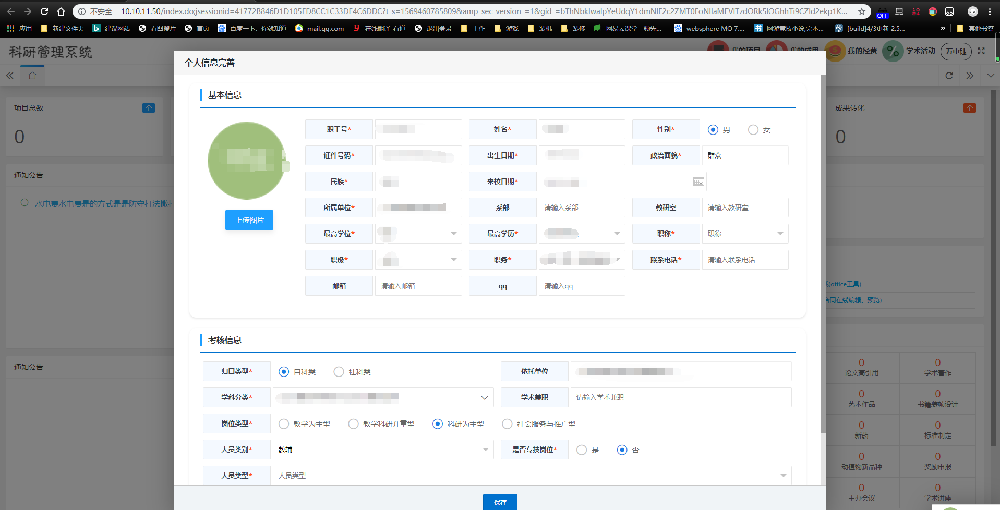 不安全 10.10.11.50/index.do;jsessionid=41772B846D1D105FD8CC1C33DE4C6DDC?t_s=1569460785809&amp_sec_version_=1&gid_=
OFF
应用 新建文件夹 建议网站 看图搜片 首页 百度一下，你就知道 mail.qq.com 在线翻译_有道 退出登录 工作 游戏 装机 装修 网易云课堂 - 领先... websphere MQ 7.... 网游竞技小说,完本... [build]4/3更新 2.5... » 其他书签
科研管理系统
我的项目 我的成果 我的经费 学术活动 万中钰
个人信息完善
项目总数
0
成果转化
0
通知公告
水电费水电费是的方式是是防守打法撒打
通知公告
基本信息
上传图片
职工号* 姓名* 性别* 男 女
证件号码* 出生日期* 政治面貌* 群众
民族* 来校日期*
所属单位* 系部 请输入系部 教研室 请输入教研室
最高学位* 最高学历* 职称* 职称
职级* 职务* 联系电话* 请输入联系电话
邮箱 请输入邮箱 qq 请输入qq
(office工具)
合同在线编辑、预览)
考核信息
归口类型* 自科类 社科类 依托单位
学科分类* 学术兼职 请输入学术兼职
岗位类型* 教学为主型 教学科研并重型 科研为主型 社会服务与推广型
人员类别* 教辅 是否专技岗位* 是 否
人员类型* 人员类型
保存
0 0
论文高引用 学术著作
0 0
艺术作品 书籍装帧设计
0 0
新药 标准制定
0 0
动植物新品种 奖励申报
0 0
主办会议 学术讲座